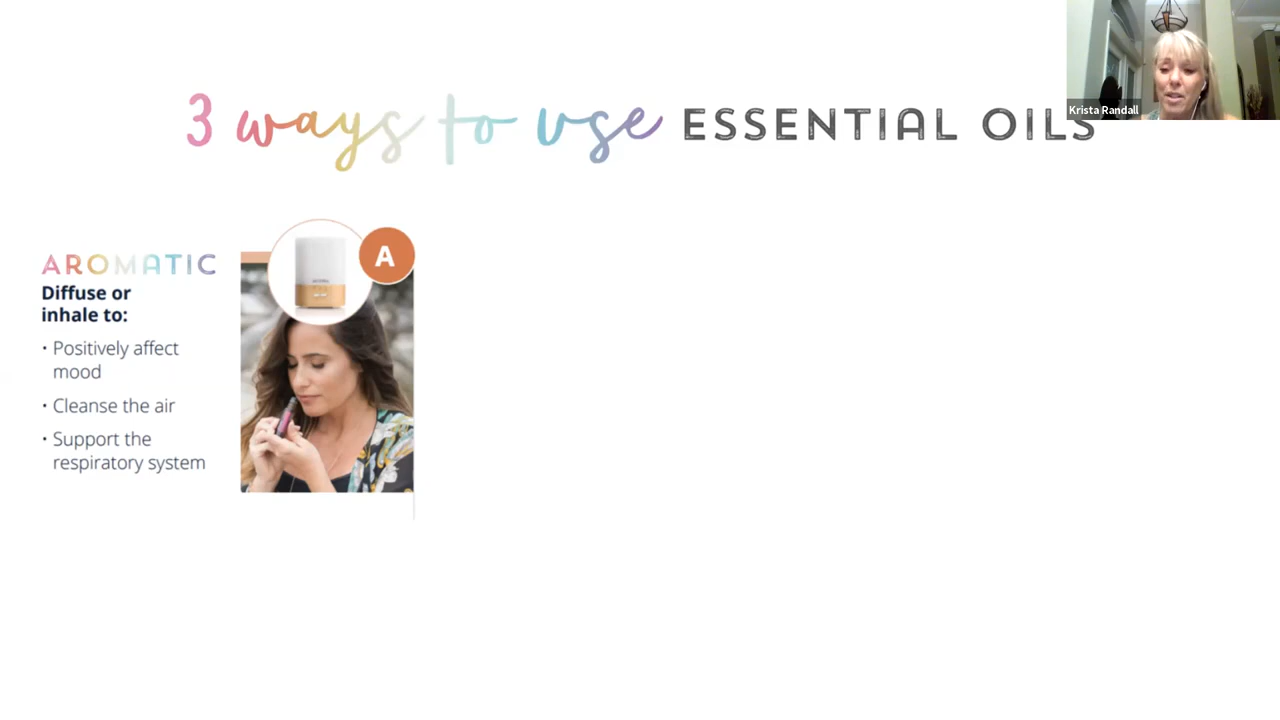 3 ways to use ESSENTIAL OILS
Krista Randall
AROMATIC
A
Diffuse or
inhale to:
• Positively affect
mood
• Cleanse the air
• Support the
respiratory system